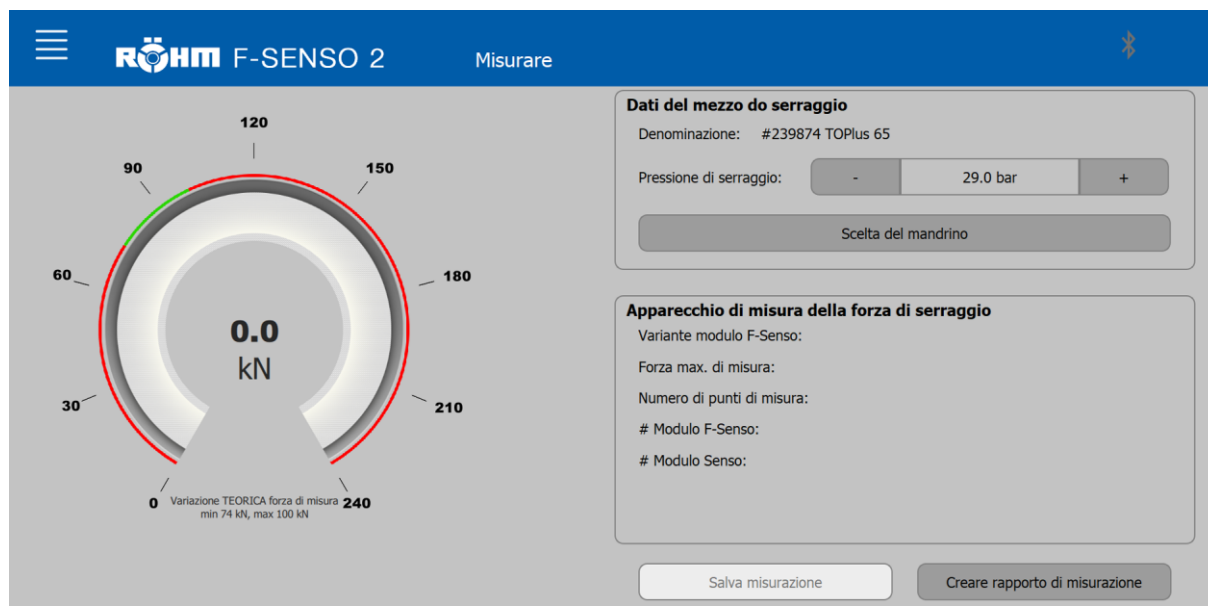 RÖHM F-SENSO 2
Misurare
120
90
150
60
180
0.0
kN
30
210
0
240
Variazione TEORICA forza di misura
min 74 kN, max 100 kN
Dati del mezzo do serraggio
Denominazione: #239874 TOPlus 65
Pressione di serraggio: - 29.0 bar +
Scelta del mandrino
Apparecchio di misura della forza di serraggio
Variante modulo F-Senso:
Forza max. di misura:
Numero di punti di misura:
# Modulo F-Senso:
# Modulo Senso:
Salva misurazione
Creare rapporto di misurazione